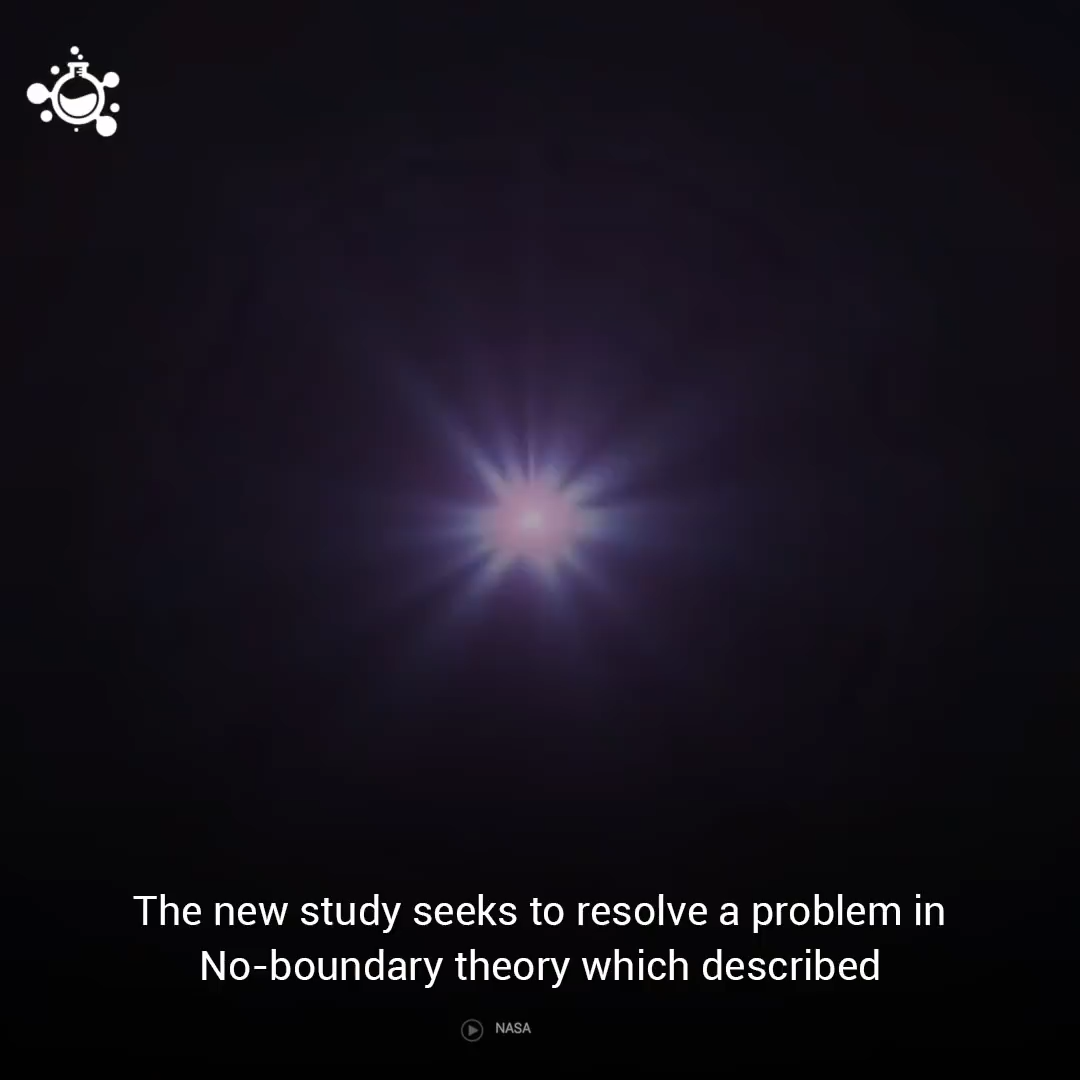 The new study seeks to resolve a problem in
No-boundary theory which described
NASA